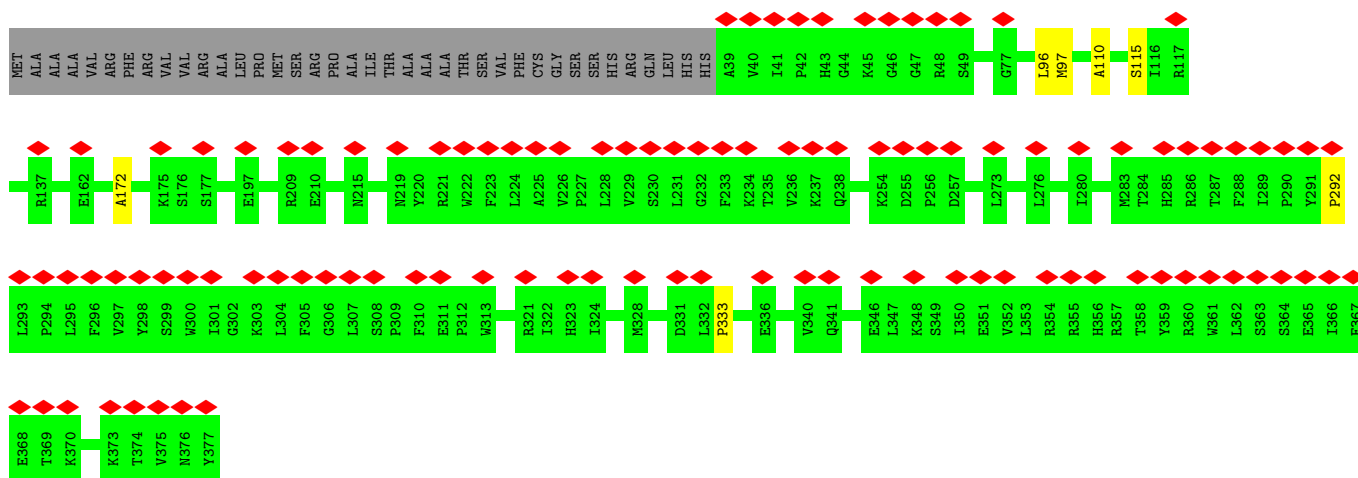 MET ALA ALA ALA VAL ARG PHE ARG VAL VAL ARG ALA LEU PRO MET SER ARG PRO ALA ILE THR ALA ALA ALA THR SER VAL PHE CYS GLY SER SER HIS ARG GLN LEU HIS HIS A39 V40 I41 P42 H43 G44 K45 G46 G47 R48 S49 G77 L96 M97 A110 S115 I116 R117
R137 E162 A172 K175 S176 S177 E197 R209 E210 N215 N219 Y220 R221 W222 F223 L224 A225 V226 P227 L228 V229 S230 L231 G232 F233 K234 T235 V236 K237 Q238 K254 D255 P256 D257 L273 L276 I280 M283 T284 H285 R286 T287 F288 I289 P290 Y291 P292
L293 P294 L295 F296 V297 Y298 S299 W300 I301 G302 K303 L304 F305 G306 L307 S308 P309 F310 E311 P312 W313 R321 I322 H323 I324 M328 D331 L332 P333 E336 V340 Q341 E346 L347 K348 S349 I350 E351 V352 L353 R354 R355 H356 R357 T358 Y359 R360 W361 L362 S363 S364 E365 I366 E367
E368 T369 K370 K373 T374 V375 N376 Y377